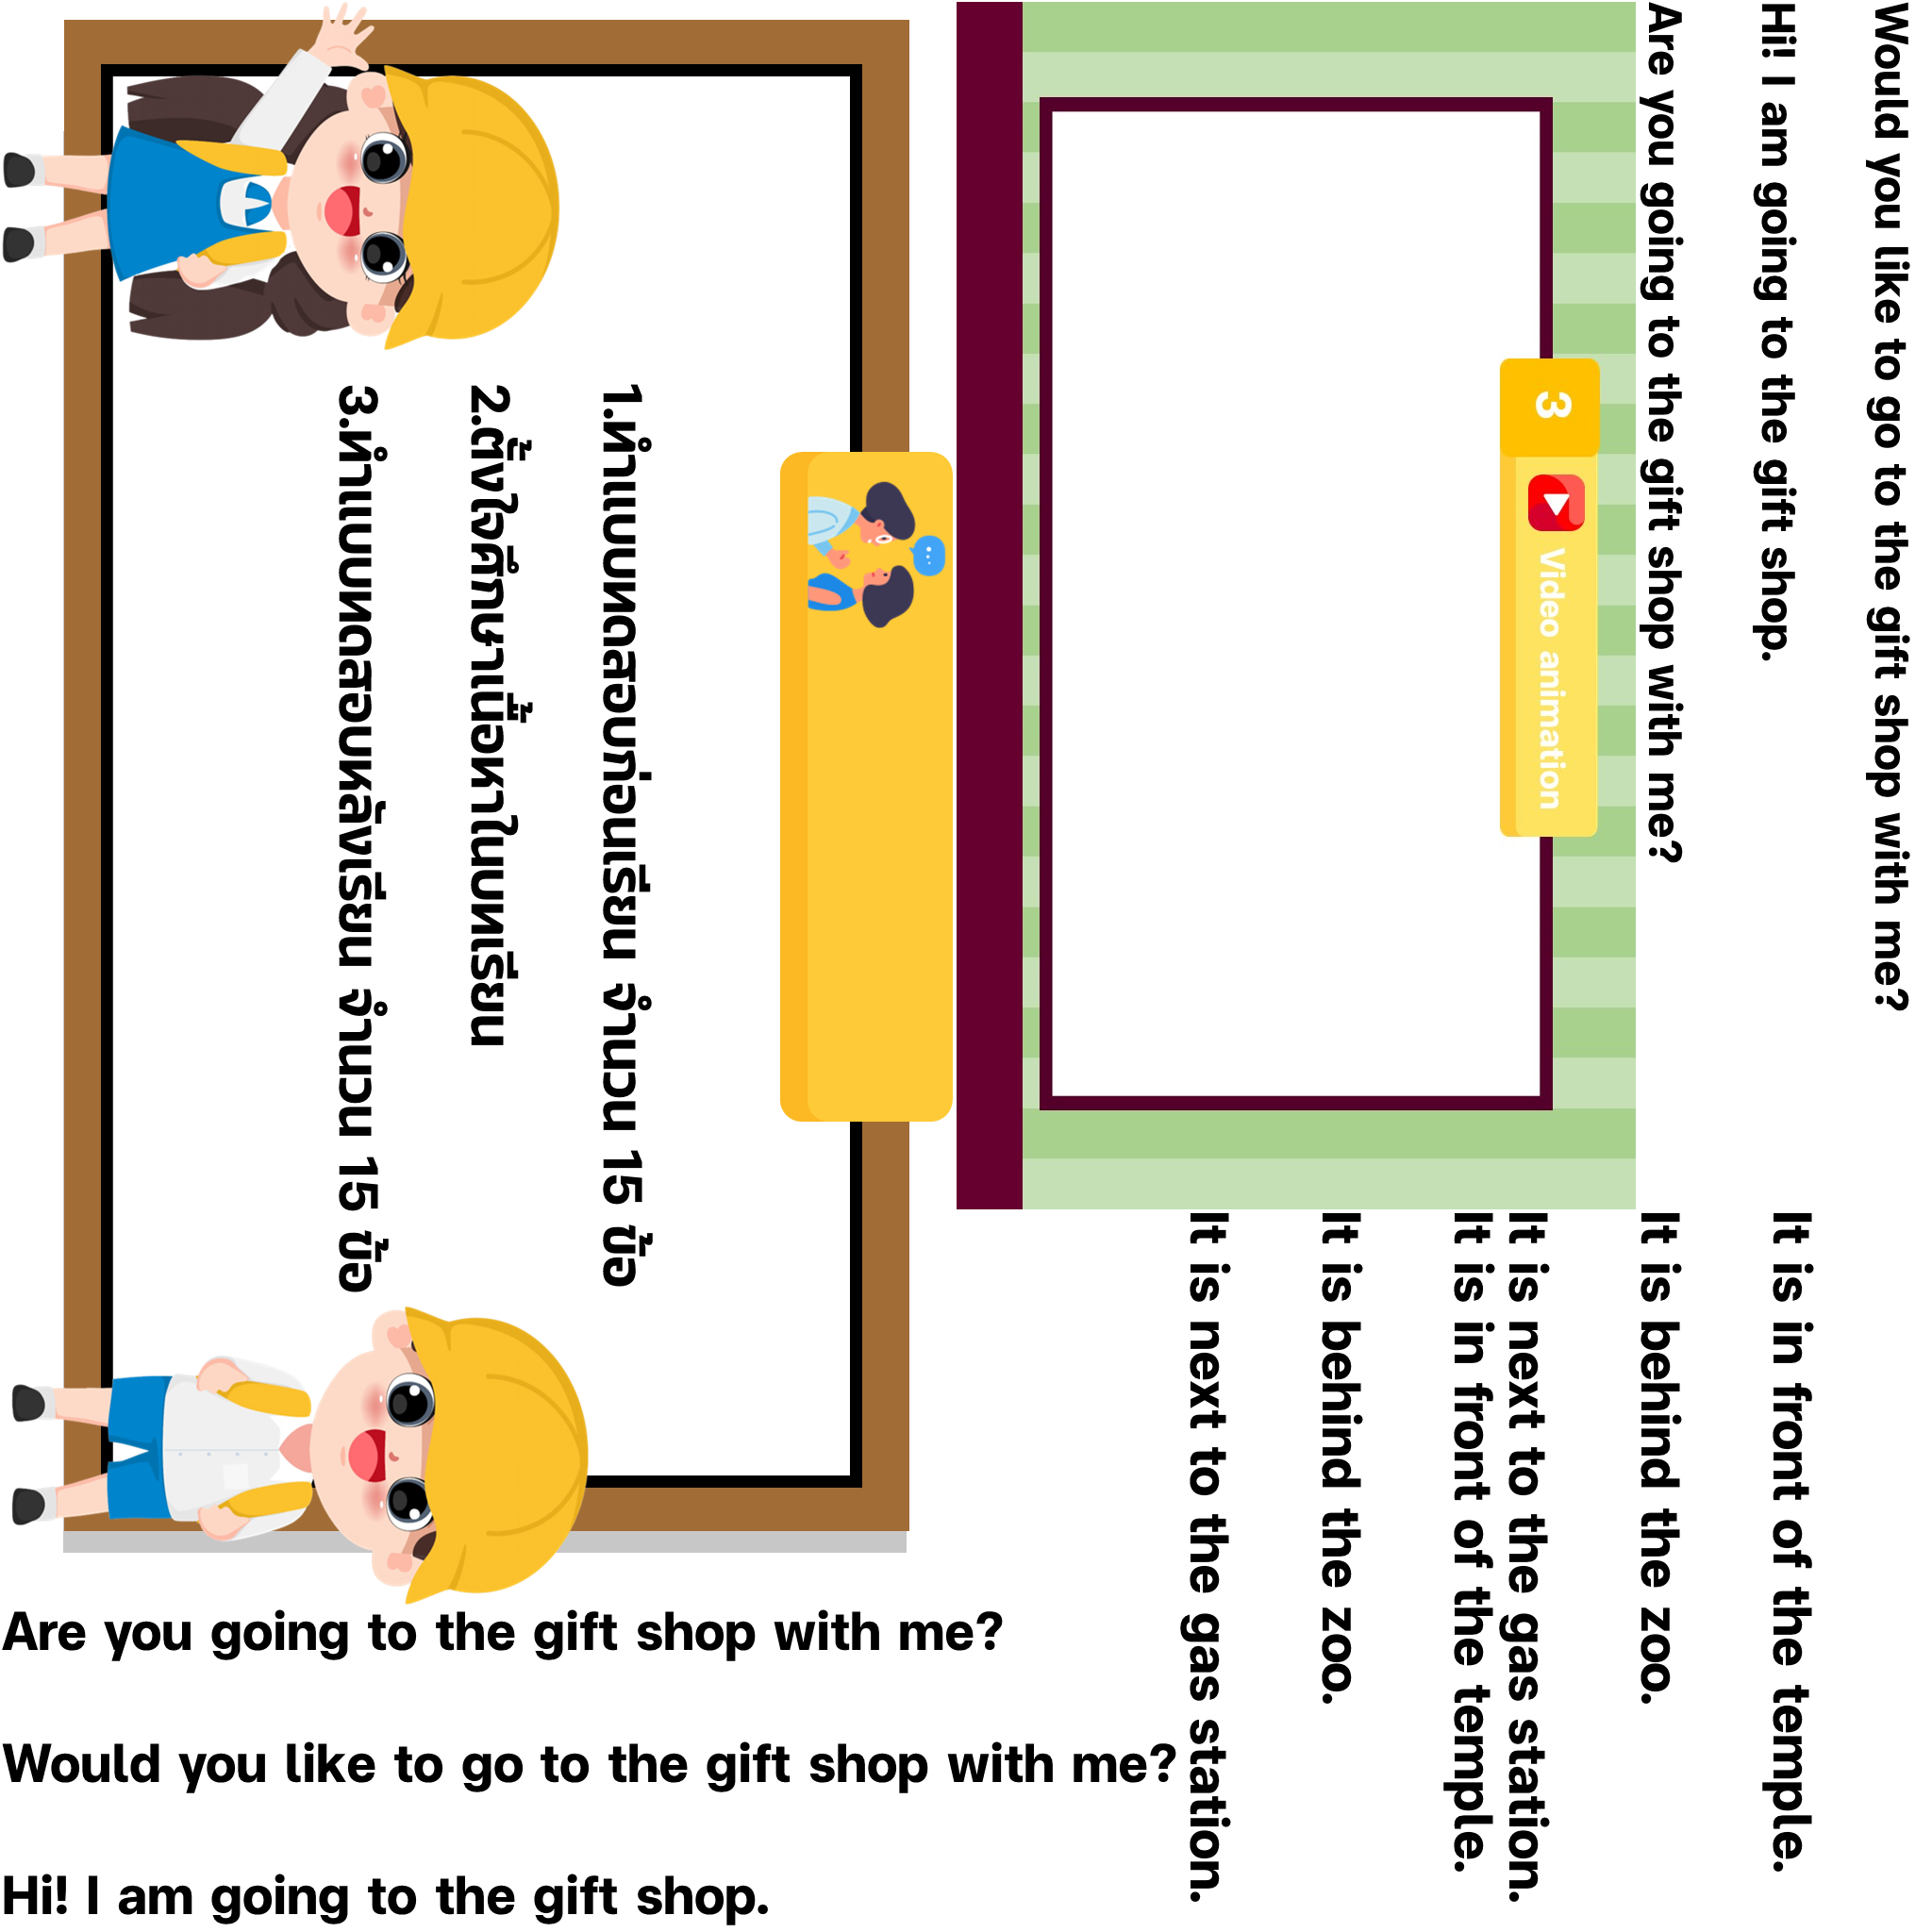 1.ทำแบบทดสอบก่อนเรียน จำนวน 15 ข้อ
2.ตั้งใจศึกษาเนื้อหาในบทเรียน
3.ทำแบบทดสอบหลังเรียน จำนวน 15 ข้อ
3
Video animation
Would you like to go to the gift shop with me?
Hi! I am going to the gift shop.
Are you going to the gift shop with me?
It is in front of the temple.
It is behind the zoo.
It is next to the gas station.
It is in front of the temple.
It is behind the zoo.
It is next to the gas station.
Are you going to the gift shop with me?
Would you like to go to the gift shop with me?
Hi! I am going to the gift shop.